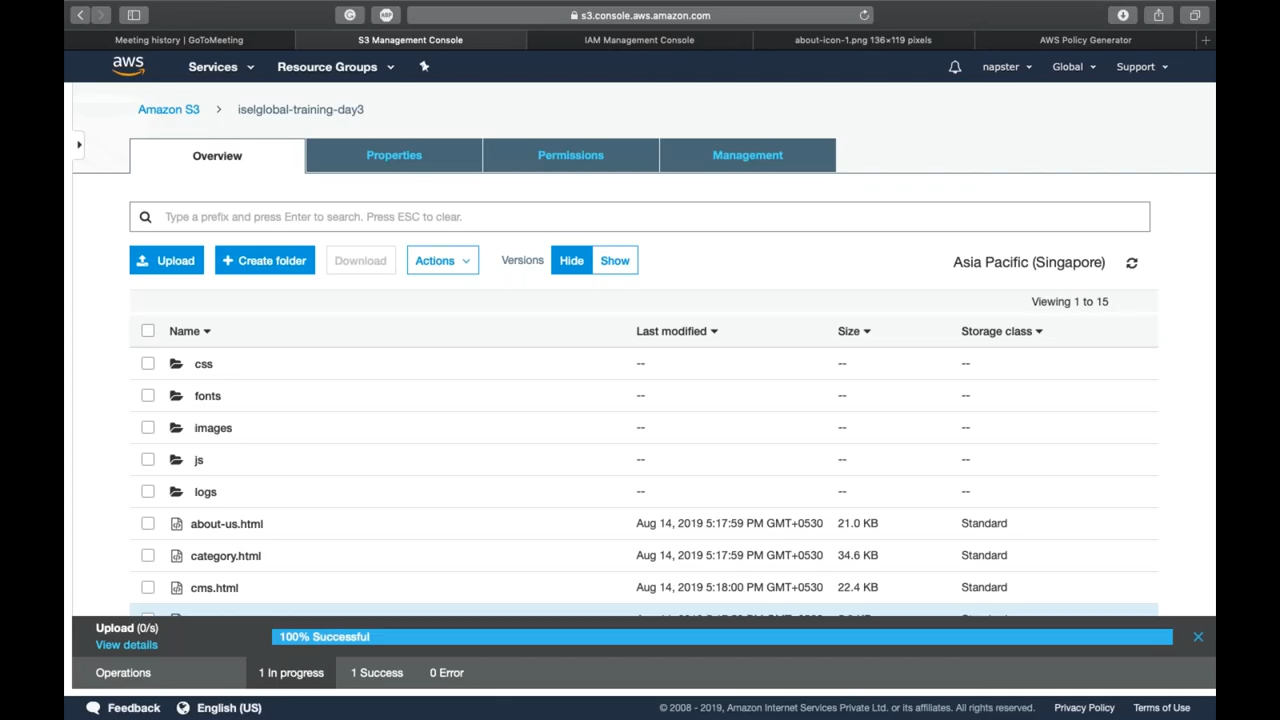 s3.console.aws.amazon.com
Meeting history | GoToMeeting
S3 Management Console
IAM Management Console
about-icon-1.png 136×119 pixels
AWS Policy Generator
aws
Services
Resource Groups
napster
Global
Support
Amazon S3
iselglobal-training-day3
Overview
Properties
Permissions
Management
Type a prefix and press Enter to search. Press ESC to clear.
Upload
Create folder
Download
Actions
Versions
Hide
Show
Asia Pacific (Singapore)
Viewing 1 to 15
Name
Last modified
Size
Storage class
css -- -- --
fonts -- -- --
images -- -- --
js -- -- --
logs -- -- --
about-us.html Aug 14, 2019 5:17:59 PM GMT+0530 21.0 KB Standard
category.html Aug 14, 2019 5:17:59 PM GMT+0530 34.6 KB Standard
cms.html Aug 14, 2019 5:18:00 PM GMT+0530 22.4 KB Standard
Upload (0/s)
100% Successful
View details
Operations
1 In progress
1 Success
0 Error
Feedback
English (US)
© 2008 - 2019, Amazon Internet Services Private Ltd. or its affiliates. All rights reserved.
Privacy Policy
Terms of Use